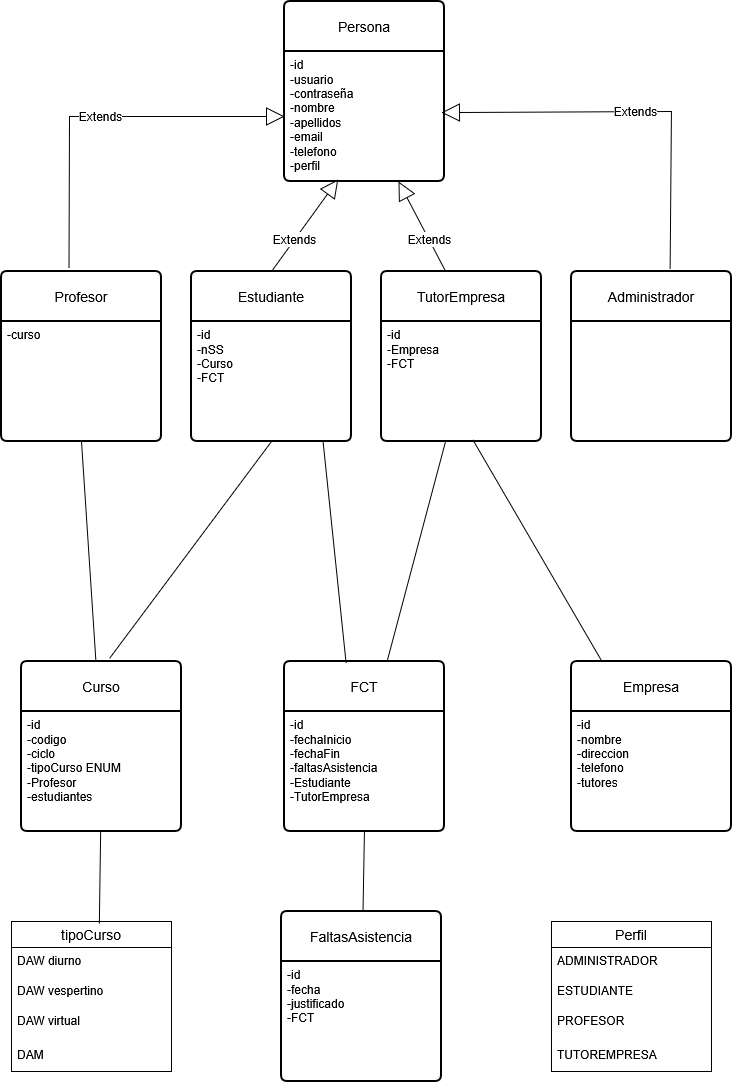 Persona
-id
-usuario
-contraseña
-nombre
-apellidos
-email
-telefono
-perfil
Extends
Extends
Extends
Extends
Profesor
-curso
Estudiante
-id
-nSS
-Curso
-FCT
TutorEmpresa
-id
-Empresa
-FCT
Administrador
Curso
-id
-codigo
-ciclo
-tipoCurso ENUM
-Profesor
-estudiantes
FCT
-id
-fechaInicio
-fechaFin
-faltasAsistencia
-Estudiante
-TutorEmpresa
Empresa
-id
-nombre
-direccion
-telefono
-tutores
tipoCurso
DAW diurno
DAW vespertino
DAW virtual
DAM
FaltasAsistencia
-id
-fecha
-justificado
-FCT
Perfil
ADMINISTRADOR
ESTUDIANTE
PROFESOR
TUTOREMPRESA